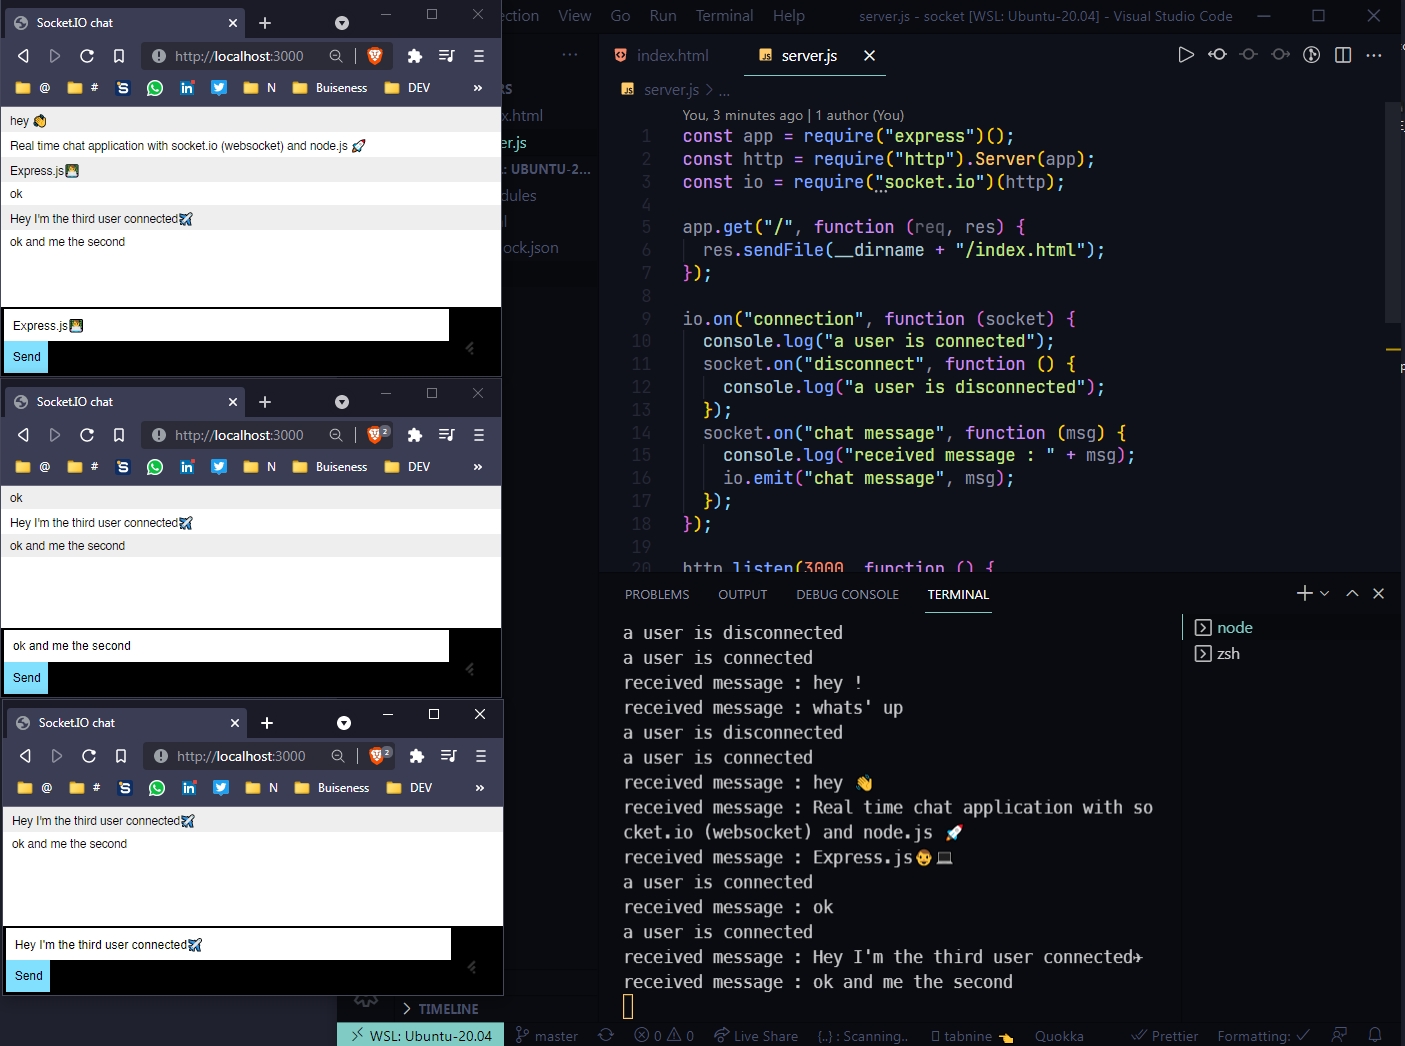 Socket.IO chat
http://localhost:3000
@
#
N
Buiseness
DEV
»
hey 👋
Real time chat application with socket.io (websocket) and node.js 🚀
Express.js👨‍💻
ok
Hey I'm the third user connected✈️
ok and me the second
Express.js👨‍💻
Send
Socket.IO chat
http://localhost:3000
2
@
#
N
Buiseness
DEV
»
ok
Hey I'm the third user connected✈️
ok and me the second
ok and me the second
Send
Socket.IO chat
http://localhost:3000
2
@
#
N
Buiseness
DEV
»
Hey I'm the third user connected✈️
ok and me the second
Hey I'm the third user connected✈️
Send
ection View Go Run Terminal Help
server.js - socket [WSL: Ubuntu-20.04] - Visual Studio Code
RS
x.html
er.js
L: UBUNTU-2...
dules
l
ock.json
index.html
JS server.js
JS server.js > ...
You, 3 minutes ago | 1 author (You)
1 const app = require("express")();
2 const http = require("http").Server(app);
3 const io = require("socket.io")(http);
4
5 app.get("/", function (req, res) {
6 res.sendFile(__dirname + "/index.html");
7 });
8
9 io.on("connection", function (socket) {
10 console.log("a user is connected");
11 socket.on("disconnect", function () {
12 console.log("a user is disconnected");
13 });
14 socket.on("chat message", function (msg) {
15 console.log("received message : " + msg);
16 io.emit("chat message", msg);
17 });
18 });
19
20 http.listen(3000, function () {
PROBLEMS OUTPUT DEBUG CONSOLE TERMINAL
a user is disconnected
a user is connected
received message : hey !
received message : whats' up
a user is disconnected
a user is connected
received message : hey 👋
received message : Real time chat application with so
cket.io (websocket) and node.js 🚀
received message : Express.js👨💻
a user is connected
received message : ok
a user is connected
received message : Hey I'm the third user connected✈
received message : ok and me the second
node
zsh
TIMELINE
WSL: Ubuntu-20.04 master 0 0 Live Share {..} : Scanning.. tabnine 👈 Quokka Prettier Formatting: ✓